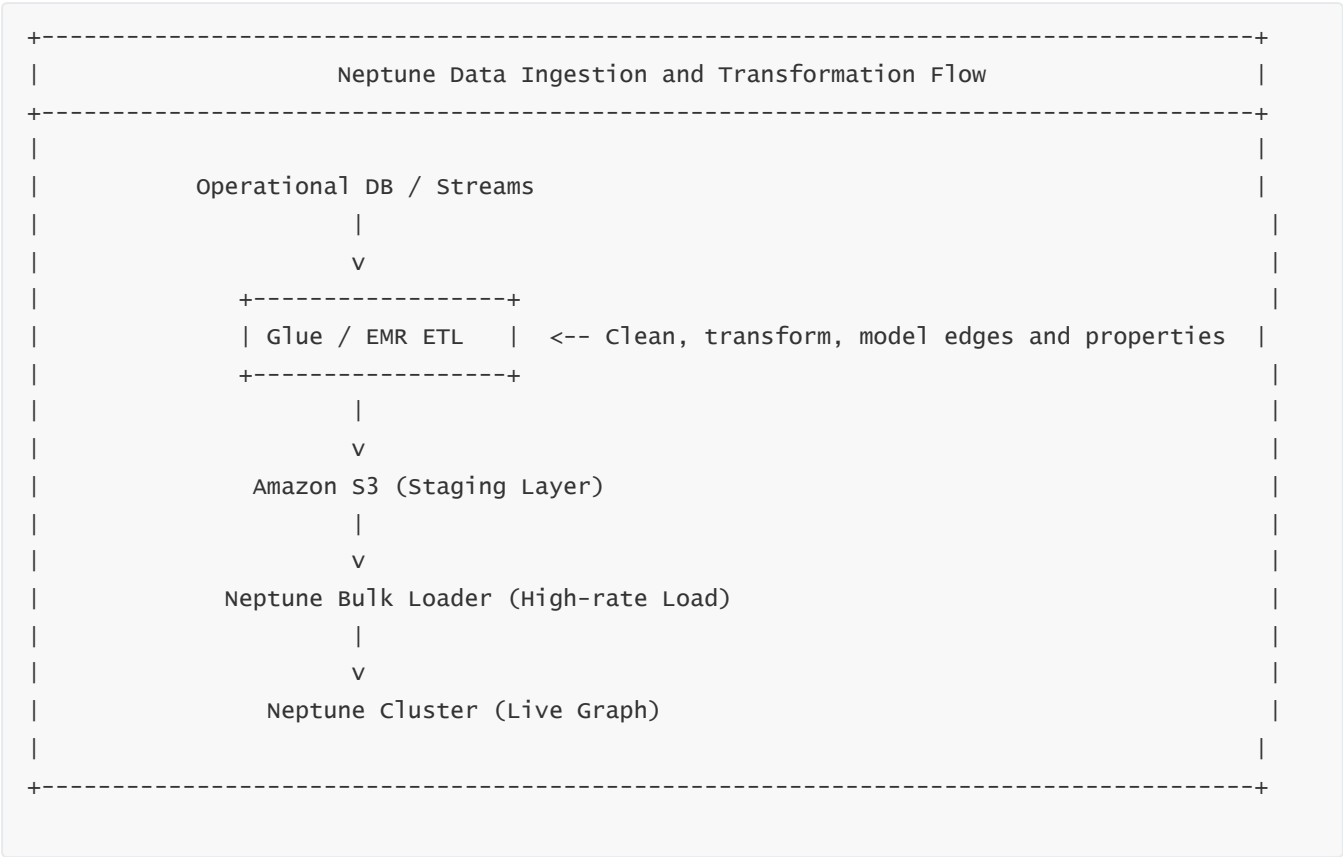 +--------------------------------------------------------------------------------------+
|                     Neptune Data Ingestion and Transformation Flow                   |
+--------------------------------------------------------------------------------------+
|                                                                                      |
|           Operational DB / Streams                                                   |
|                      |                                                                |
|                      v                                                                |
|              +------------------+                                                     |
|              | Glue / EMR ETL   |  <-- Clean, transform, model edges and properties  |
|              +------------------+                                                     |
|                      |                                                                |
|                      v                                                                |
|               Amazon S3 (Staging Layer)                                               |
|                      |                                                                |
|                      v                                                                |
|             Neptune Bulk Loader (High-rate Load)                                      |
|                      |                                                                |
|                      v                                                                |
|                Neptune Cluster (Live Graph)                                           |
|                                                                                      |
+--------------------------------------------------------------------------------------+